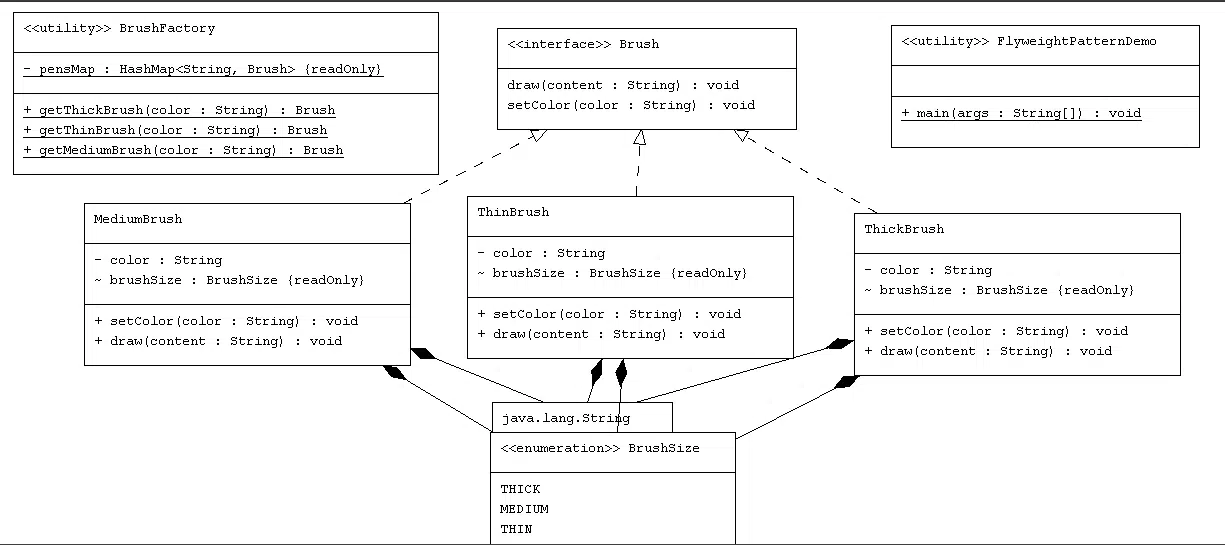 <<utility>> BrushFactory
- pensMap : HashMap<String, Brush> {readOnly}
+ getThickBrush(color : String) : Brush
+ getThinBrush(color : String) : Brush
+ getMediumBrush(color : String) : Brush
<<interface>> Brush
draw(content : String) : void
setColor(color : String) : void
<<utility>> FlyweightPatternDemo
+ main(args : String[]) : void
MediumBrush
- color : String
~ brushSize : BrushSize {readOnly}
+ setColor(color : String) : void
+ draw(content : String) : void
ThinBrush
- color : String
~ brushSize : BrushSize {readOnly}
+ setColor(color : String) : void
+ draw(content : String) : void
ThickBrush
- color : String
~ brushSize : BrushSize {readOnly}
+ setColor(color : String) : void
+ draw(content : String) : void
java.lang.String
<<enumeration>> BrushSize
THICK
MEDIUM
THIN